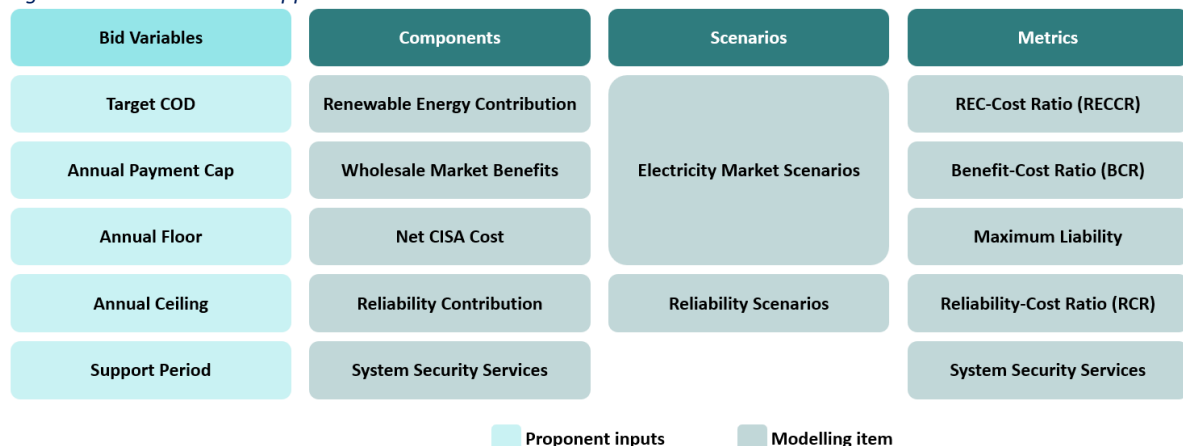 Bid Variables
Components
Scenarios
Metrics
Target COD
Renewable Energy Contribution
Electricity Market Scenarios
REC-Cost Ratio (RECCR)
Annual Payment Cap
Wholesale Market Benefits
Benefit-Cost Ratio (BCR)
Annual Floor
Net CISA Cost
Maximum Liability
Annual Ceiling
Reliability Contribution
Reliability Scenarios
Reliability-Cost Ratio (RCR)
Support Period
System Security Services
System Security Services
Proponent inputs
Modelling item